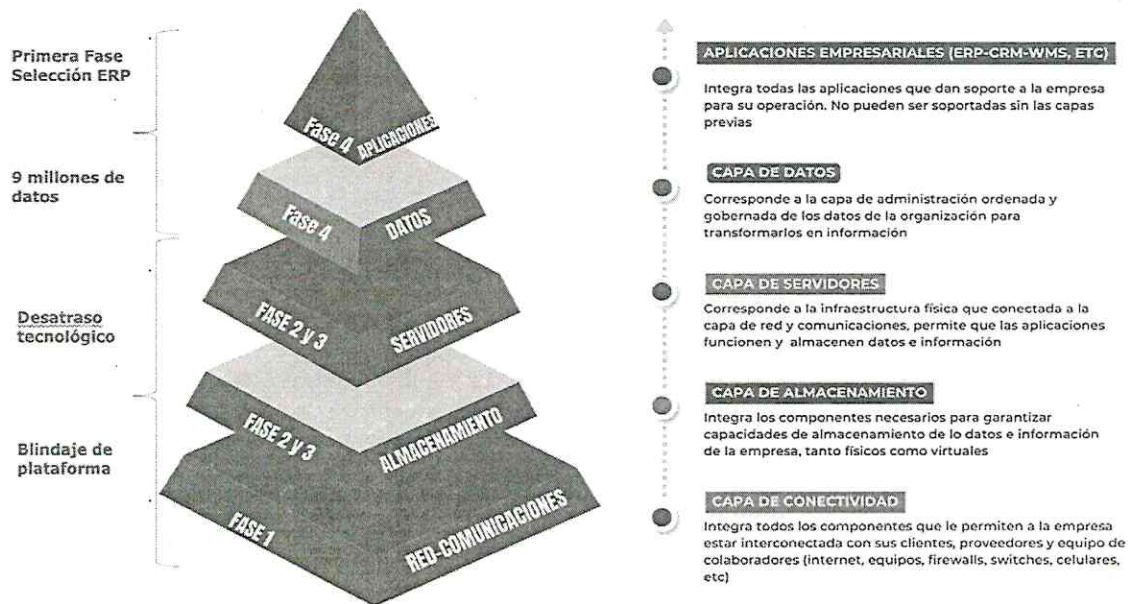 Primera Fase
Selección ERP
9 millones de
datos
Desatraso
tecnológico
Blindaje de
plataforma
Fase 4
APLICACIONES
Fase 4
DATOS
FASE 2 y 3
SERVIDORES
FASE 2 y 3
ALMACENAMIENTO
FASE 1
RED-COMUNICACIONES
APLICACIONES EMPRESARIALES (ERP-CRM-WMS, ETC)
Integra todas las aplicaciones que dan soporte a la empresa
para su operación. No pueden ser soportadas sin las capas
previas
CAPA DE DATOS
Corresponde a la capa de administración ordenada y
gobernada de los datos de la organización para
transformarlos en información
CAPA DE SERVIDORES
Corresponde a la infraestructura física que conectada a la
capa de red y comunicaciones, permite que las aplicaciones
funcionen y almacenen datos e información
CAPA DE ALMACENAMIENTO
Integra los componentes necesarios para garantizar
capacidades de almacenamiento de lo datos e información
de la empresa, tanto físicos como virtuales
CAPA DE CONECTIVIDAD
Integra todos los componentes que le permiten a la empresa
estar interconectada con sus clientes, proveedores y equipo de
colaboradores (internet, equipos, firewalls, switches, celulares,
etc)